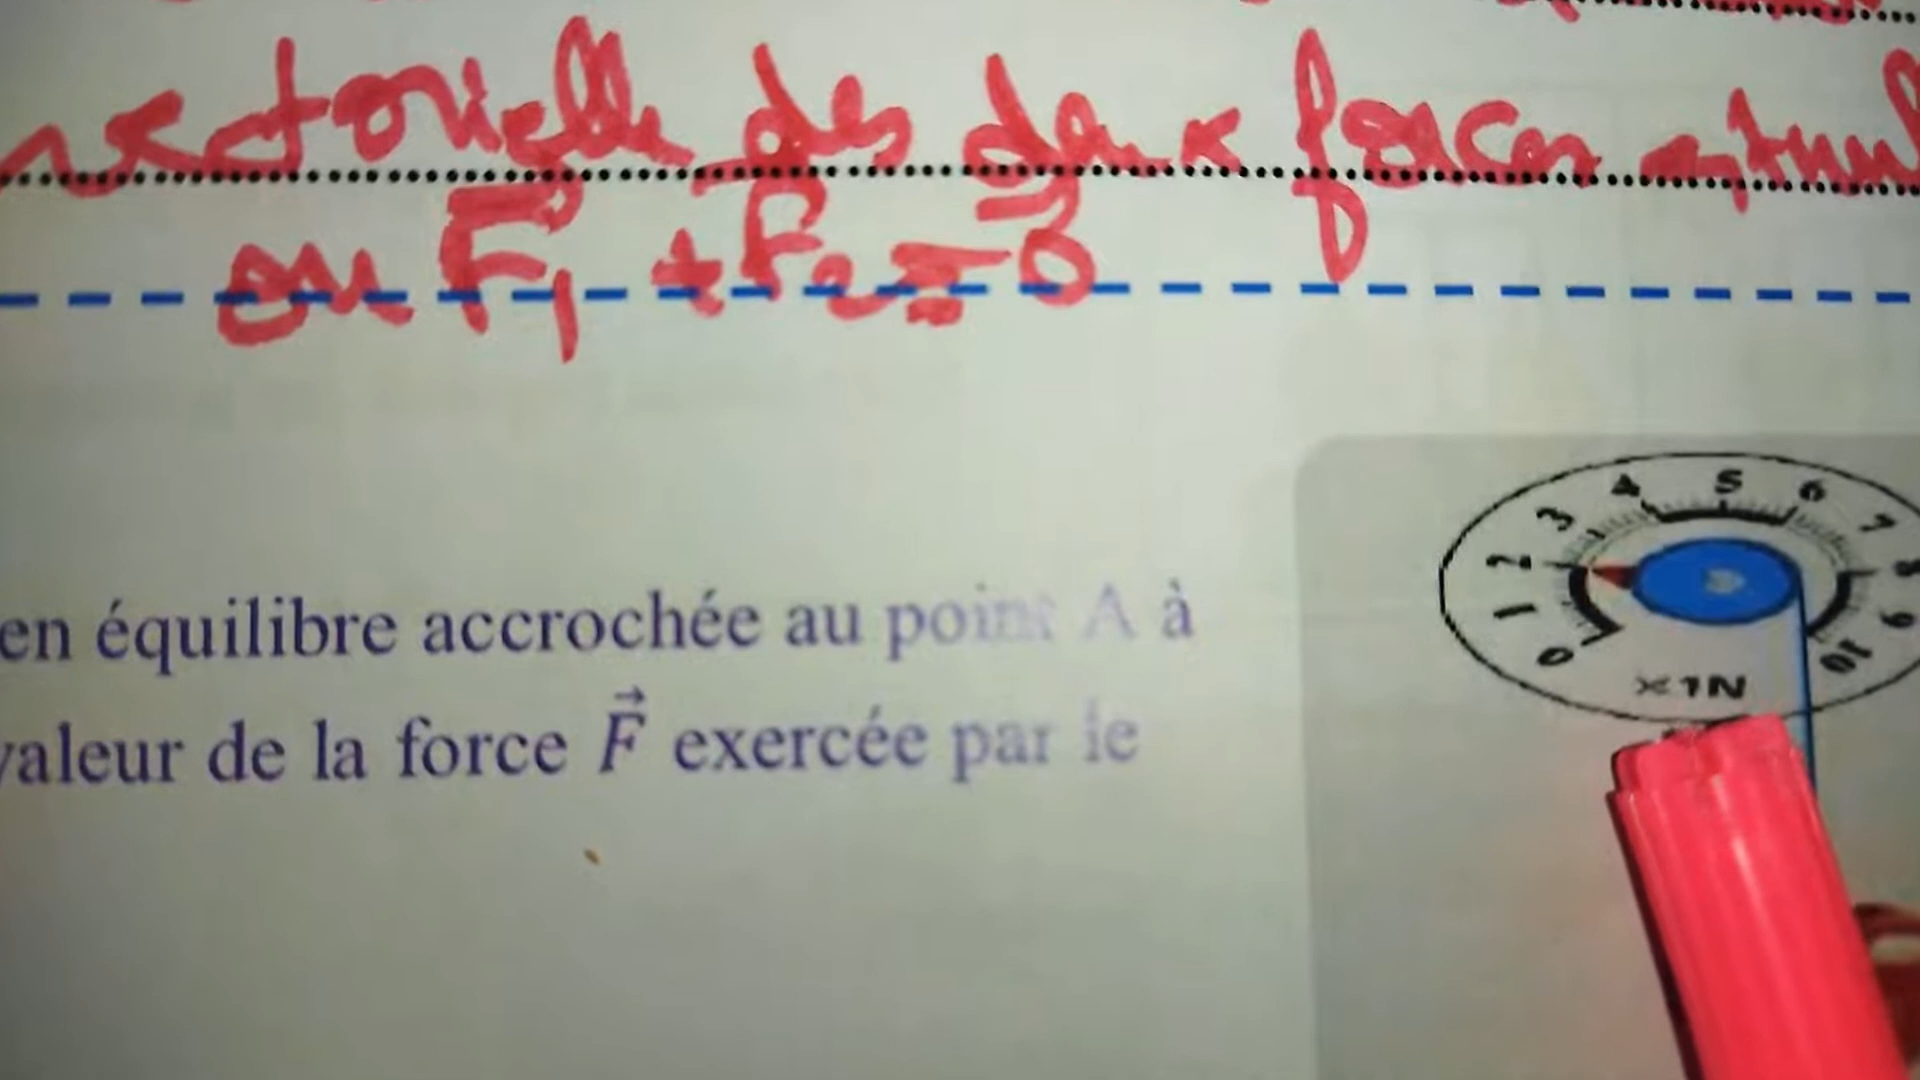 vectorielle des deux forces est nul
ou F₁ + F₂ = 0
en équilibre accrochée au point A à
valeur de la force F exercée par le
0 1 2 3 4 5 6 7 8 9 10
×1N